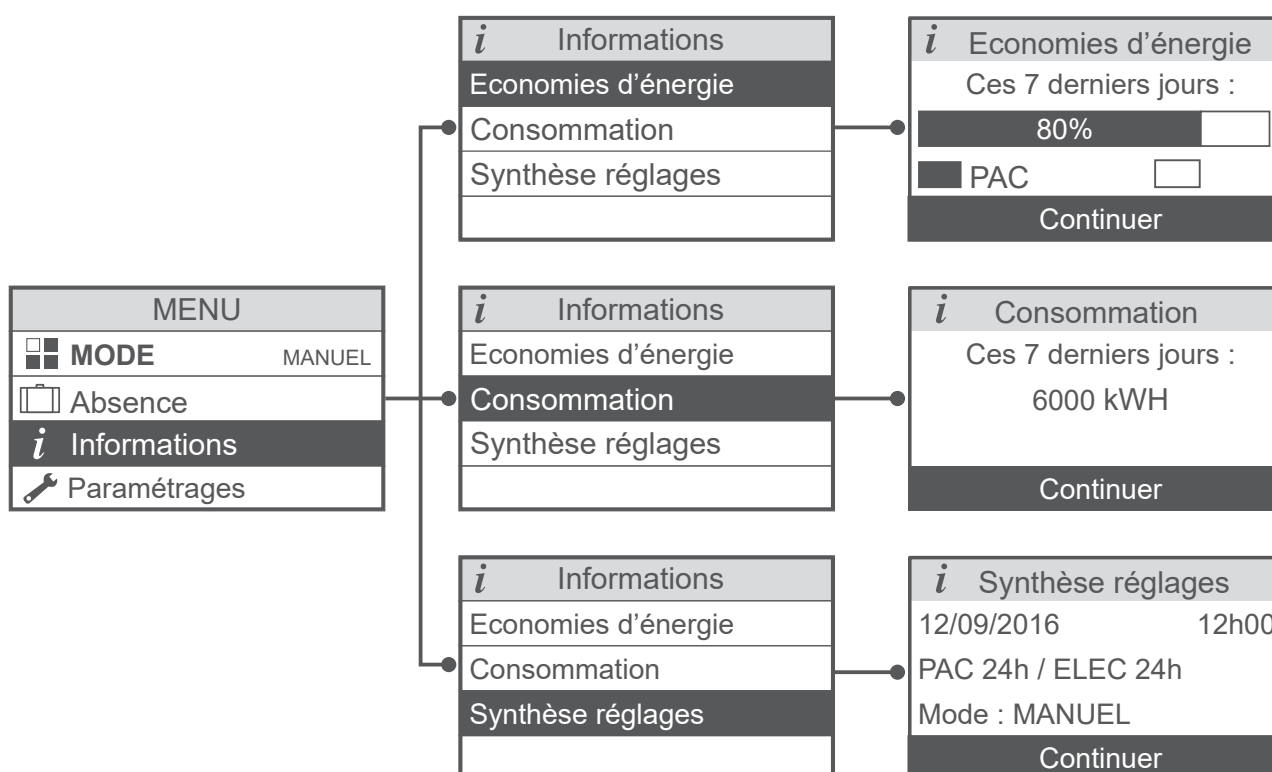 i Informations
Economies d'énergie
Consommation
Synthèse réglages
i Economies d'énergie
Ces 7 derniers jours :
80%
PAC
Continuer
MENU
MODE MANUEL
Absence
i Informations
Paramétrages
i Informations
Economies d'énergie
Consommation
Synthèse réglages
i Consommation
Ces 7 derniers jours :
6000 kWH
Continuer
i Informations
Economies d'énergie
Consommation
Synthèse réglages
i Synthèse réglages
12/09/2016 12h00
PAC 24h / ELEC 24h
Mode : MANUEL
Continuer